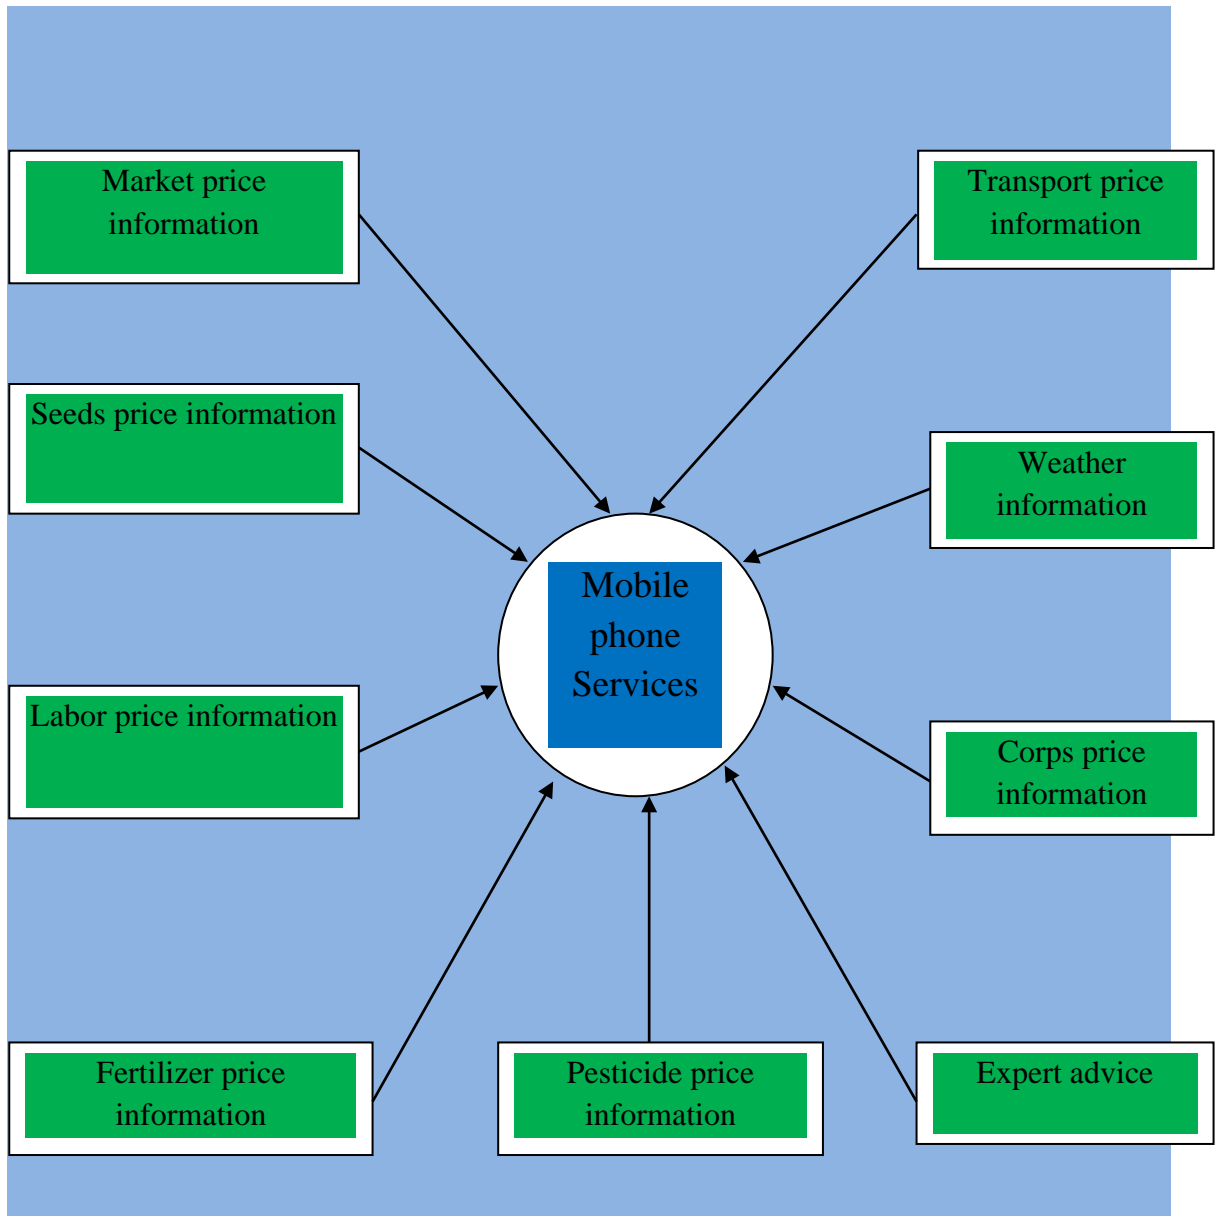 Market price
information
Transport price
information
Seeds price information
Weather
information
Mobile
phone
Services
Labor price information
Corps price
information
Fertilizer price
information
Pesticide price
information
Expert advice